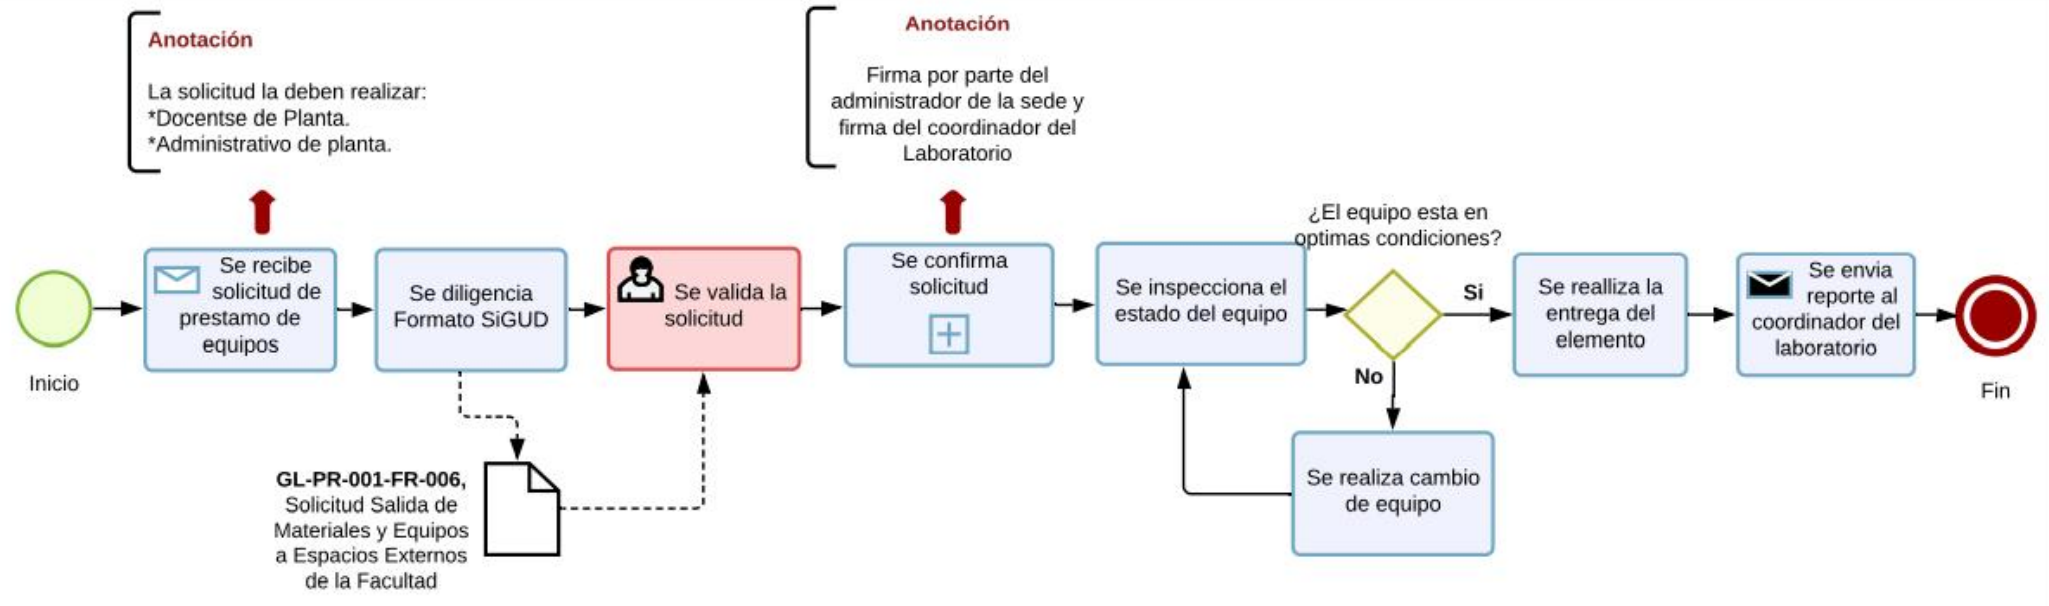 Anotación
La solicitud la deben realizar:
*Docentse de Planta.
*Administrativo de planta.
Anotación
Firma por parte del
administrador de la sede y
firma del coordinador del
Laboratorio
Inicio
Se recibe
solicitud de
prestamo de
equipos
Se diligencia
Formato SiGUD
GL-PR-001-FR-006,
Solicitud Salida de
Materiales y Equipos
a Espacios Externos
de la Facultad
Se valida la
solicitud
Se confirma
solicitud
Se inspecciona el
estado del equipo
¿El equipo esta en
optimas condiciones?
Si
No
Se realiza cambio
de equipo
Se realliza la
entrega del
elemento
Se envia
reporte al
coordinador del
laboratorio
Fin